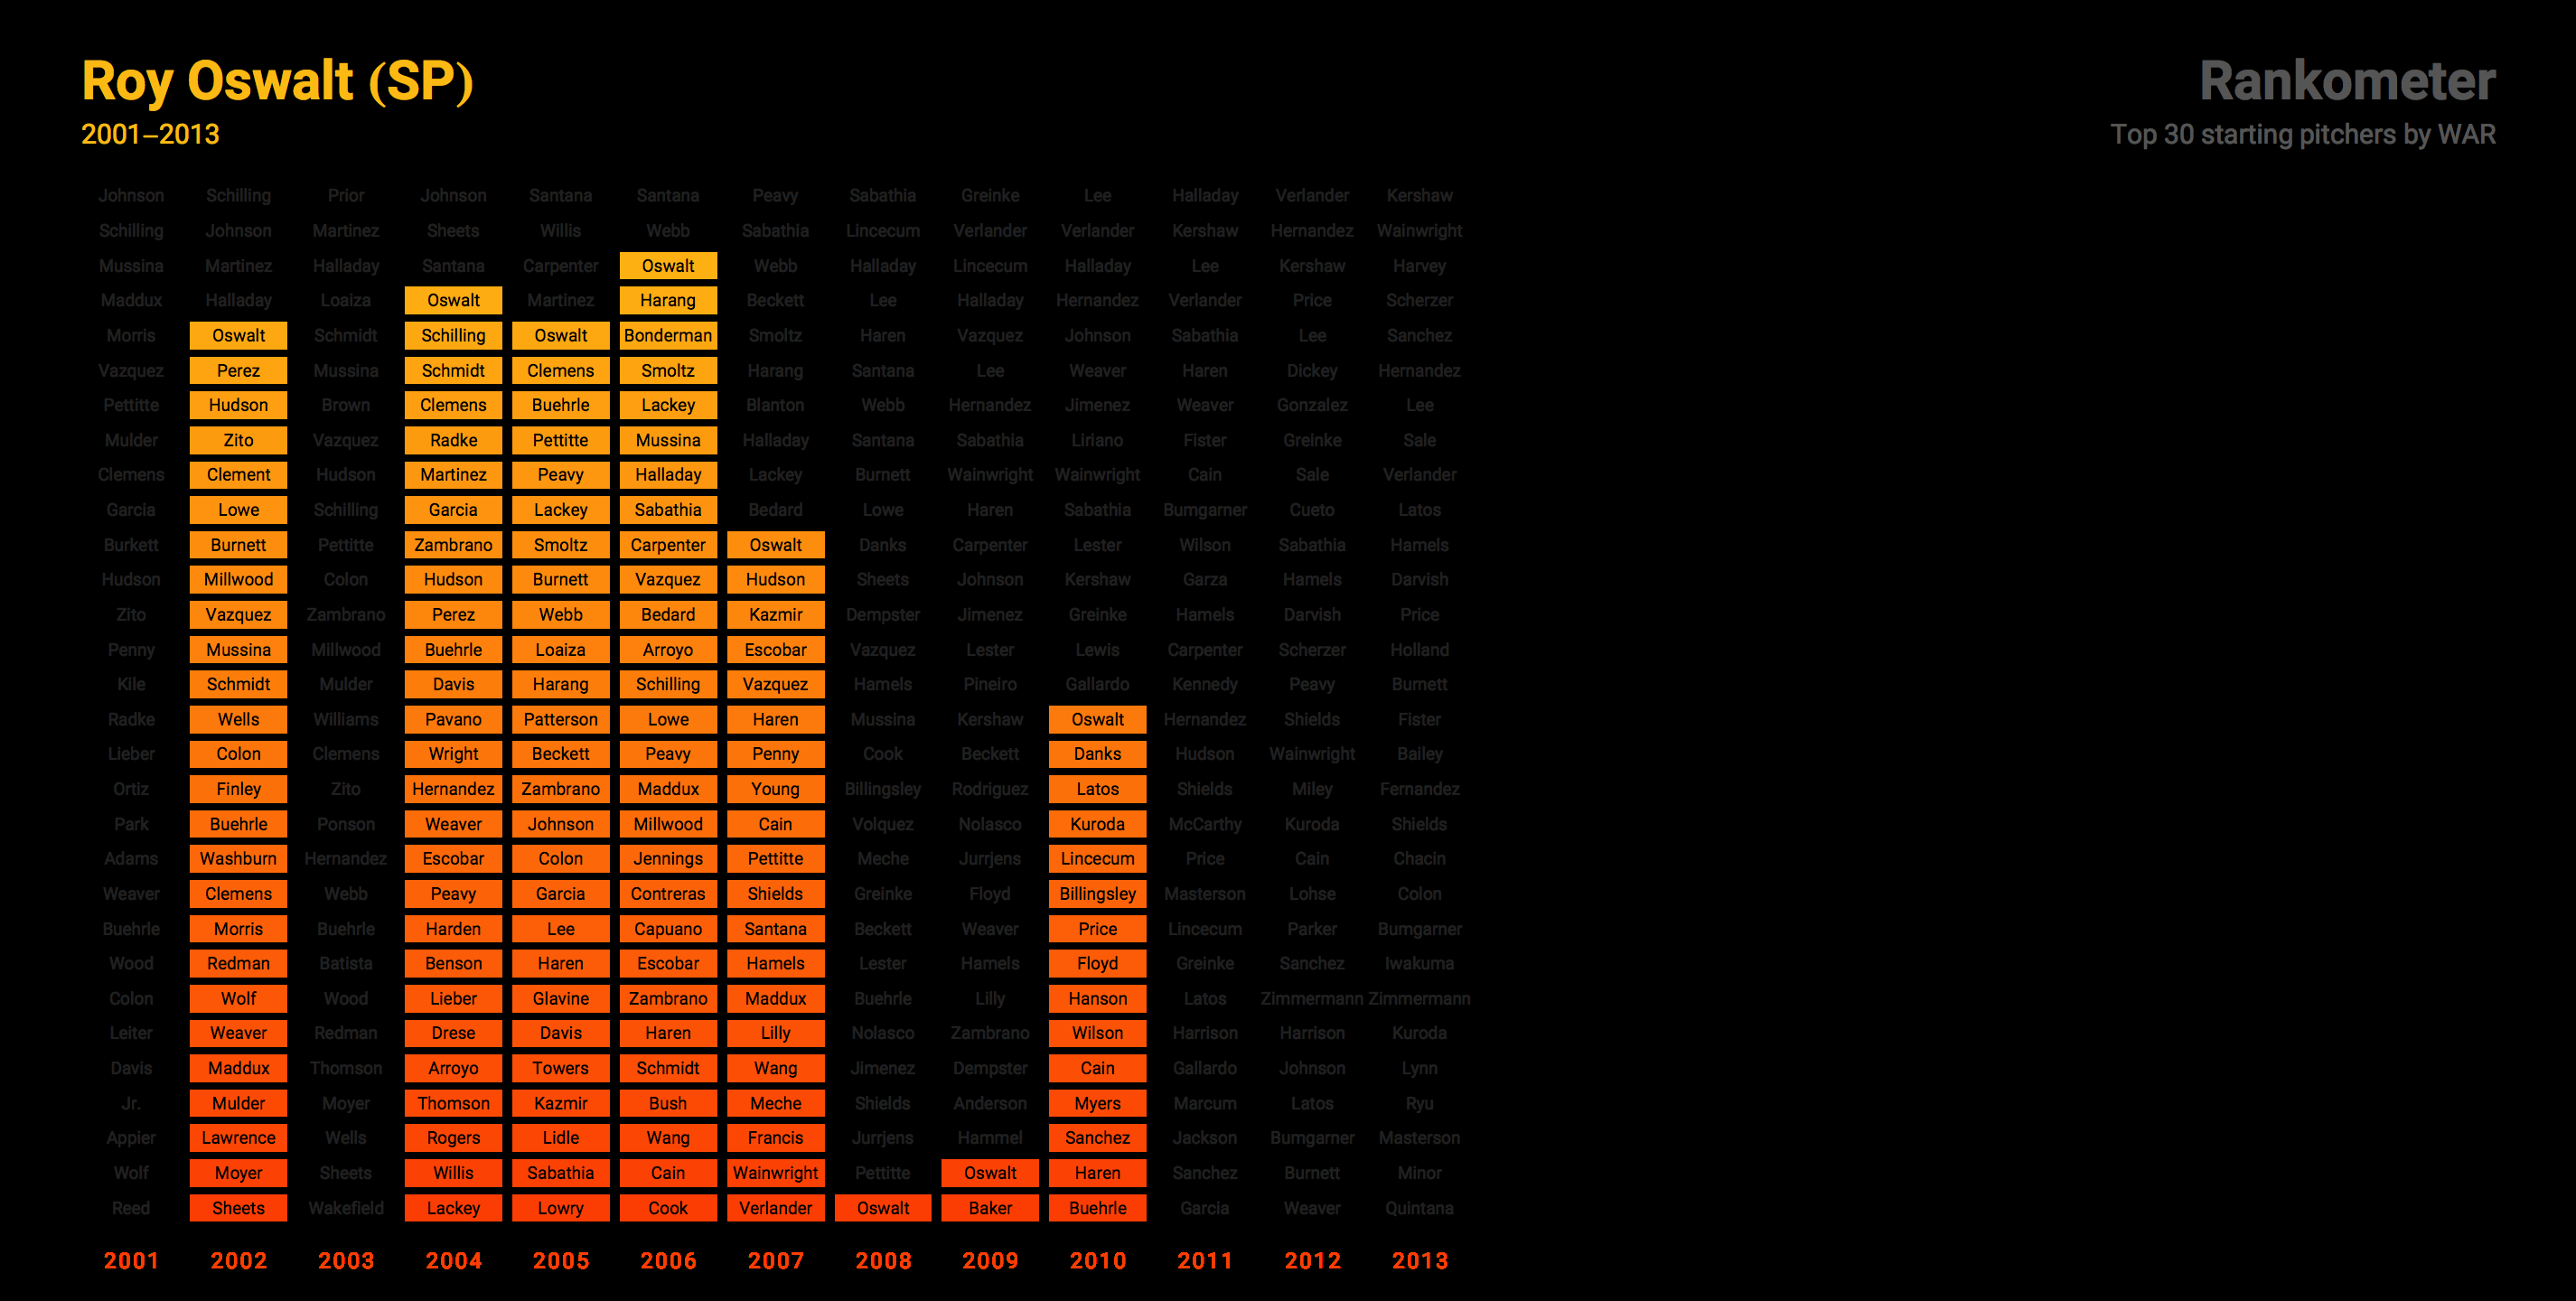 Roy Oswalt (SP)
2001–2013
Rankometer
Top 30 starting pitchers by WAR
Johnson Schilling Prior Johnson Santana Santana Peavy Sabathia Greinke Lee Halladay Verlander Kershaw
Schilling Johnson Martinez Sheets Willis Webb Sabathia Lincecum Verlander Verlander Kershaw Hernandez Wainwright
Mussina Martinez Halladay Santana Carpenter Oswalt Webb Halladay Lincecum Halladay Lee Kershaw Harvey
Maddux Halladay Loaiza Oswalt Martinez Harang Beckett Lee Halladay Hernandez Verlander Price Scherzer
Morris Oswalt Schmidt Schilling Oswalt Bonderman Smoltz Haren Vazquez Johnson Sabathia Lee Sanchez
Vazquez Perez Mussina Schmidt Clemens Smoltz Harang Santana Lee Weaver Haren Dickey Hernandez
Pettitte Hudson Brown Clemens Buehrle Lackey Blanton Webb Hernandez Jimenez Weaver Gonzalez Lee
Mulder Zito Vazquez Radke Pettitte Mussina Halladay Santana Sabathia Liriano Fister Greinke Sale
Clemens Clement Hudson Martinez Peavy Halladay Lackey Burnett Wainwright Wainwright Cain Sale Verlander
Garcia Lowe Schilling Garcia Lackey Sabathia Bedard Lowe Haren Sabathia Bumgarner Cueto Latos
Burkett Burnett Pettitte Zambrano Smoltz Carpenter Oswalt Danks Carpenter Lester Wilson Sabathia Hamels
Hudson Millwood Colon Hudson Burnett Vazquez Hudson Sheets Johnson Kershaw Garza Hamels Darvish
Zito Vazquez Zambrano Perez Webb Bedard Kazmir Dempster Jimenez Greinke Hamels Darvish Price
Penny Mussina Millwood Buehrle Loaiza Arroyo Escobar Vazquez Lester Lewis Carpenter Scherzer Holland
Kile Schmidt Mulder Davis Harang Schilling Vazquez Hamels Pineiro Gallardo Kennedy Peavy Burnett
Radke Wells Williams Pavano Patterson Lowe Haren Mussina Kershaw Oswalt Hernandez Shields Fister
Lieber Colon Clemens Wright Beckett Peavy Penny Cook Beckett Danks Hudson Wainwright Bailey
Ortiz Finley Zito Hernandez Zambrano Maddux Young Billingsley Rodriguez Latos Shields Miley Fernandez
Park Buehrle Ponson Weaver Johnson Millwood Cain Volquez Nolasco Kuroda McCarthy Kuroda Shields
Adams Washburn Hernandez Escobar Colon Jennings Pettitte Meche Jurrjens Lincecum Price Cain Chacin
Weaver Clemens Webb Peavy Garcia Contreras Shields Greinke Floyd Billingsley Masterson Lohse Colon
Buehrle Morris Buehrle Harden Lee Capuano Santana Beckett Weaver Price Lincecum Parker Bumgarner
Wood Redman Batista Benson Haren Escobar Hamels Lester Hamels Floyd Greinke Sanchez Iwakuma
Colon Wolf Wood Lieber Glavine Zambrano Maddux Buehrle Lilly Hanson Latos Zimmermann Zimmermann
Leiter Weaver Redman Drese Davis Haren Lilly Nolasco Zambrano Wilson Harrison Harrison Kuroda
Davis Maddux Thomson Arroyo Towers Schmidt Wang Jimenez Dempster Cain Gallardo Johnson Lynn
Jr. Mulder Moyer Thomson Kazmir Bush Meche Shields Anderson Myers Marcum Latos Ryu
Appier Lawrence Wells Rogers Lidle Wang Francis Jurrjens Hammel Sanchez Jackson Bumgarner Masterson
Wolf Moyer Sheets Willis Sabathia Cain Wainwright Pettitte Oswalt Haren Sanchez Burnett Minor
Reed Sheets Wakefield Lackey Lowry Cook Verlander Oswalt Baker Buehrle Garcia Weaver Quintana
2001 2002 2003 2004 2005 2006 2007 2008 2009 2010 2011 2012 2013